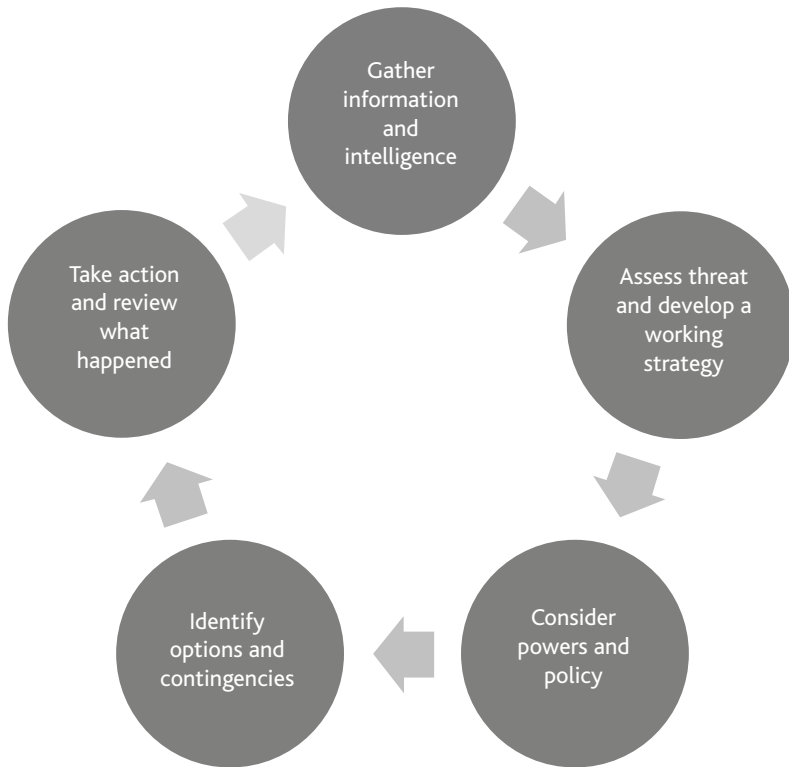 Gather
information
and
intelligence
Assess threat
and develop a
working
strategy
Consider
powers and
policy
Identify
options and
contingencies
Take action
and review
what
happened